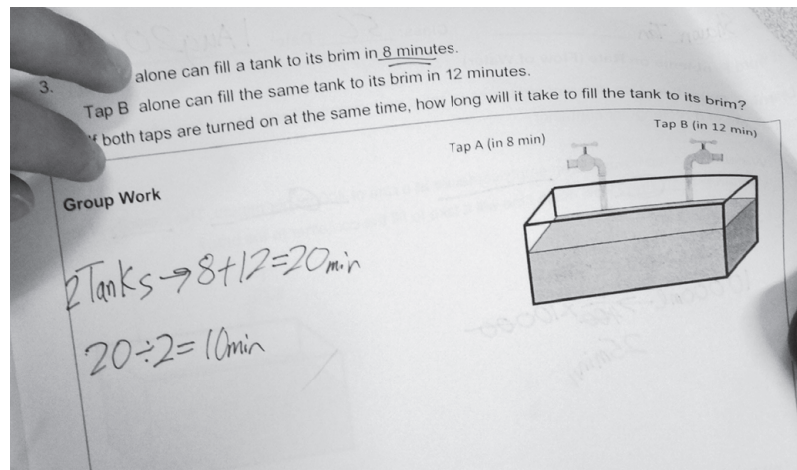 3.
alone can fill a tank to its brim in 8 minutes.
Tap B alone can fill the same tank to its brim in 12 minutes.
both taps are turned on at the same time, how long will it take to fill the tank to its brim?
Tap A (in 8 min)
Tap B (in 12 min)
Group Work
2Tanks→8+12=20min
20÷2=10min